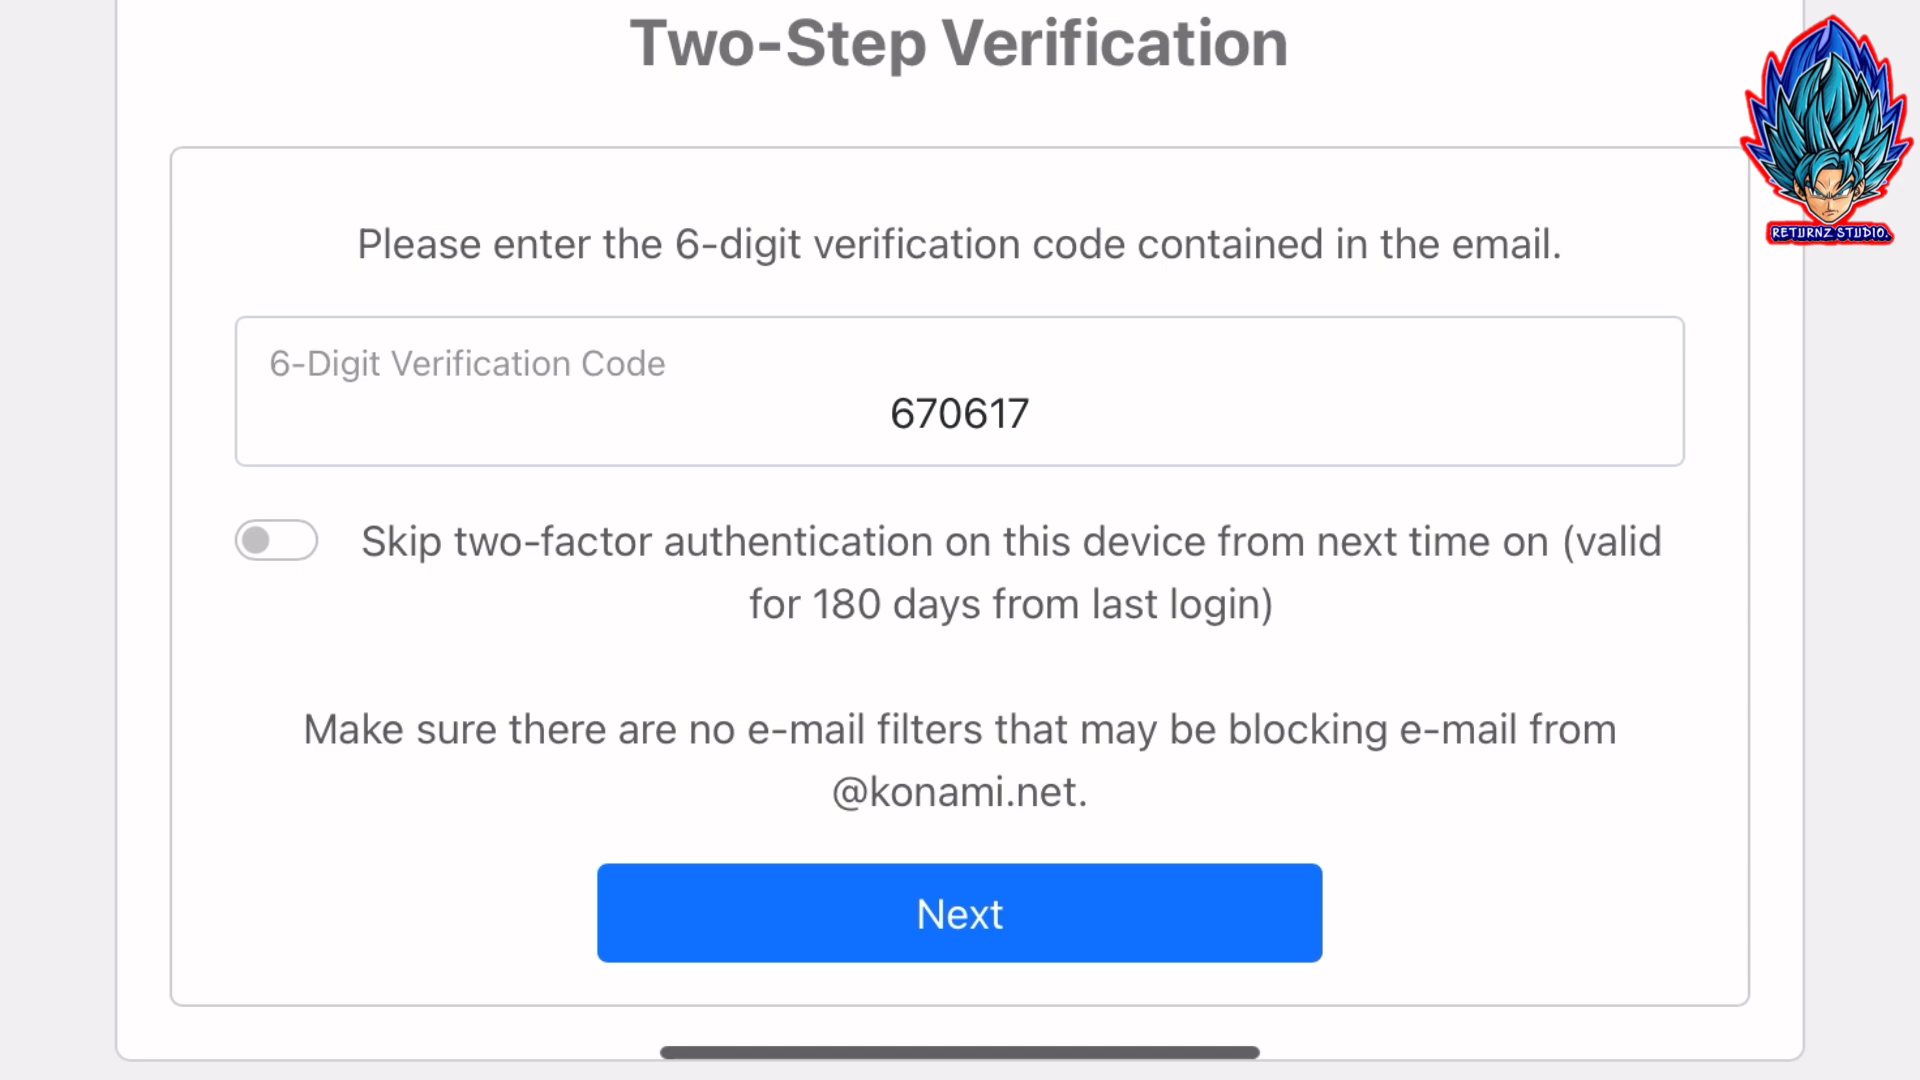 Two-Step Verification
RETURNZ STUDIO.
Please enter the 6-digit verification code contained in the email.
6-Digit Verification Code
670617
Skip two-factor authentication on this device from next time on (valid
for 180 days from last login)
Make sure there are no e-mail filters that may be blocking e-mail from
@konami.net.
Next